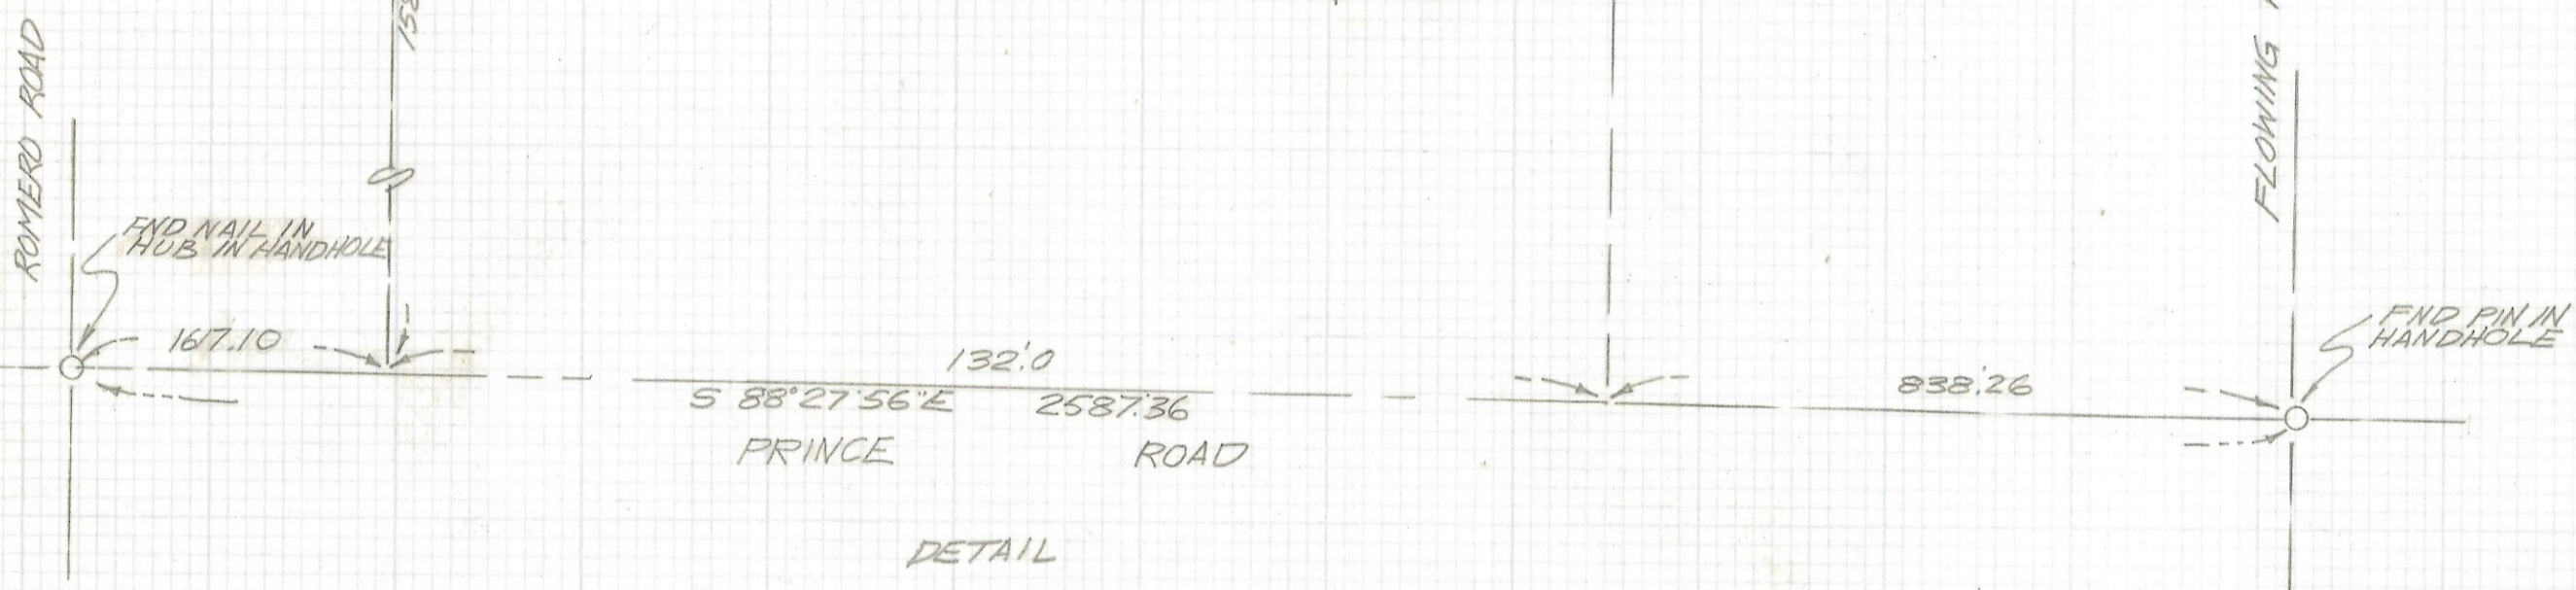 ROMERO ROAD
FND NAIL IN
HUB IN HANDHOLE
1617.10
132.'0
S 88°27'56"E 2587.36
PRINCE ROAD
838.'26
FLOWING
FND PIN IN
HANDHOLE
DETAIL